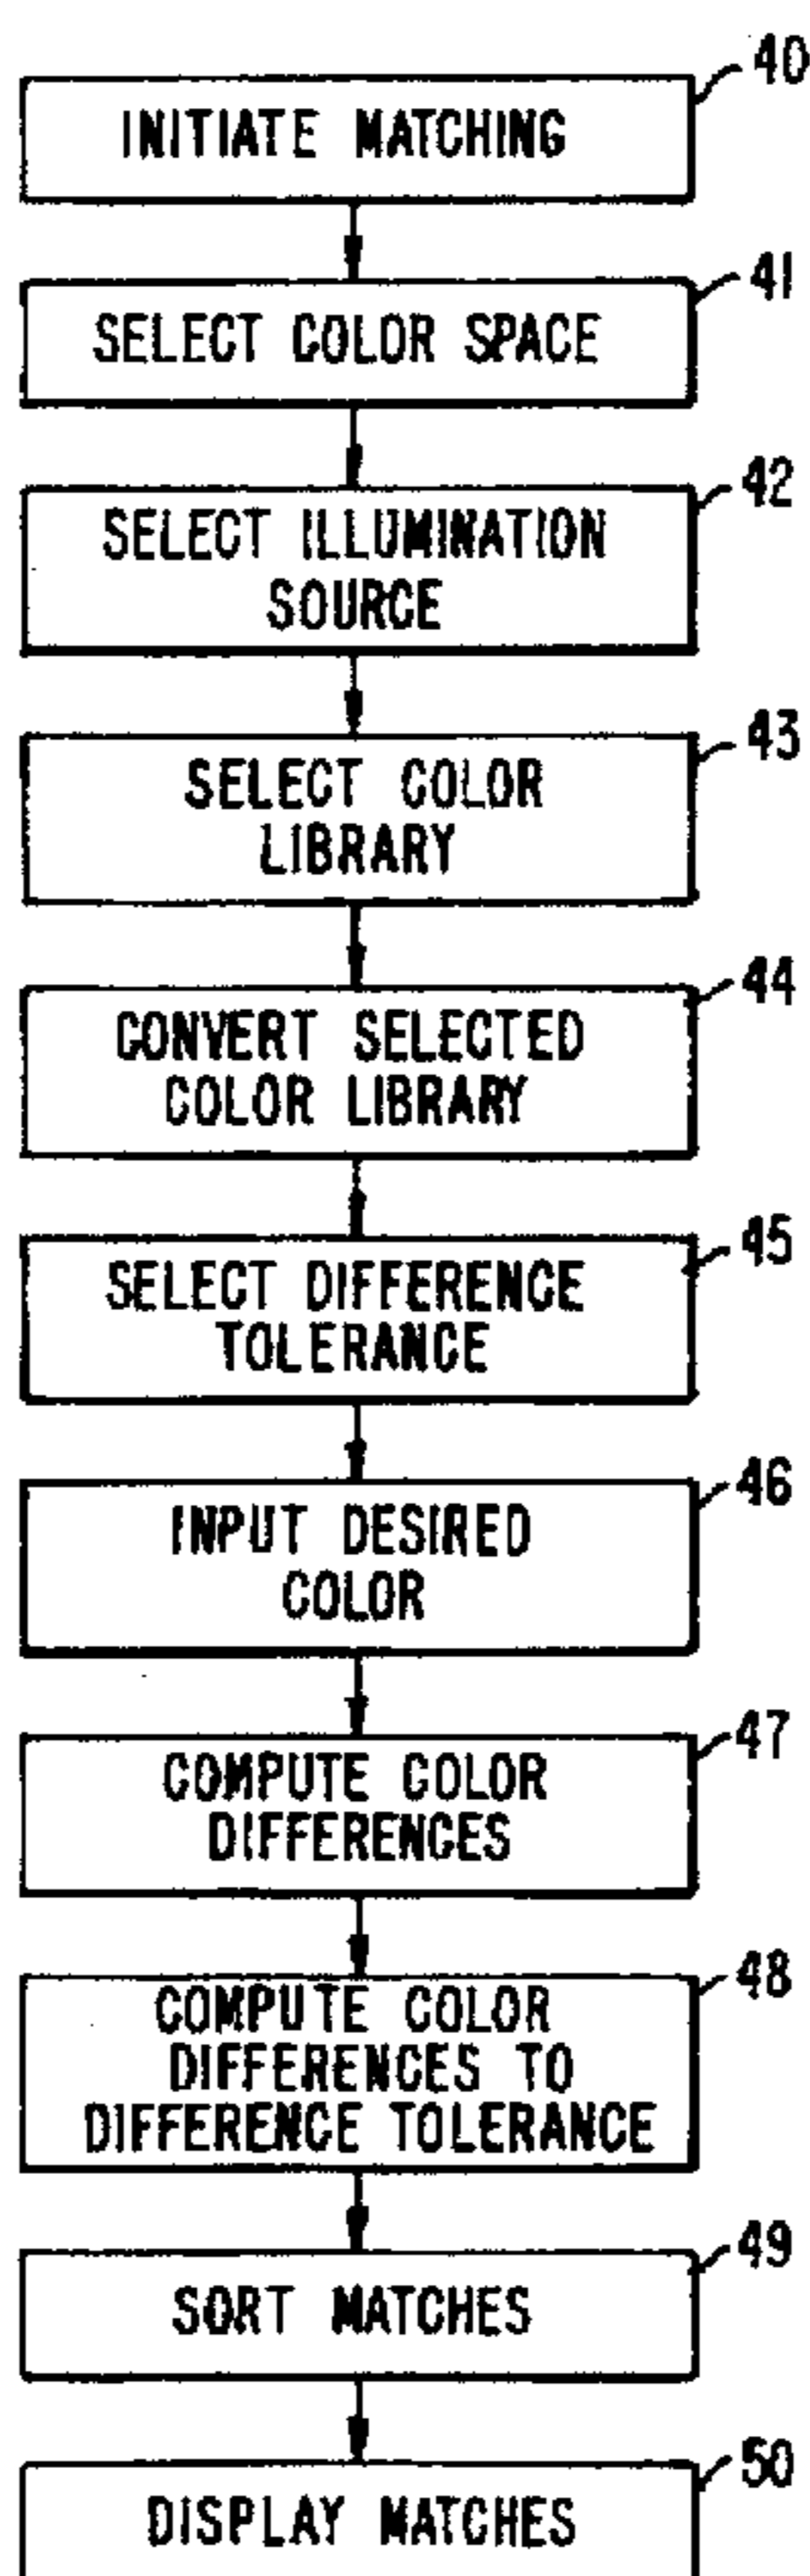 40
INITIATE MATCHING
41
SELECT COLOR SPACE
42
SELECT ILLUMINATION
SOURCE
43
SELECT COLOR
LIBRARY
44
CONVERT SELECTED
COLOR LIBRARY
45
SELECT DIFFERENCE
TOLERANCE
46
INPUT DESIRED
COLOR
47
COMPUTE COLOR
DIFFERENCES
48
COMPUTE COLOR
DIFFERENCES TO
DIFFERENCE TOLERANCE
49
SORT MATCHES
50
DISPLAY MATCHES